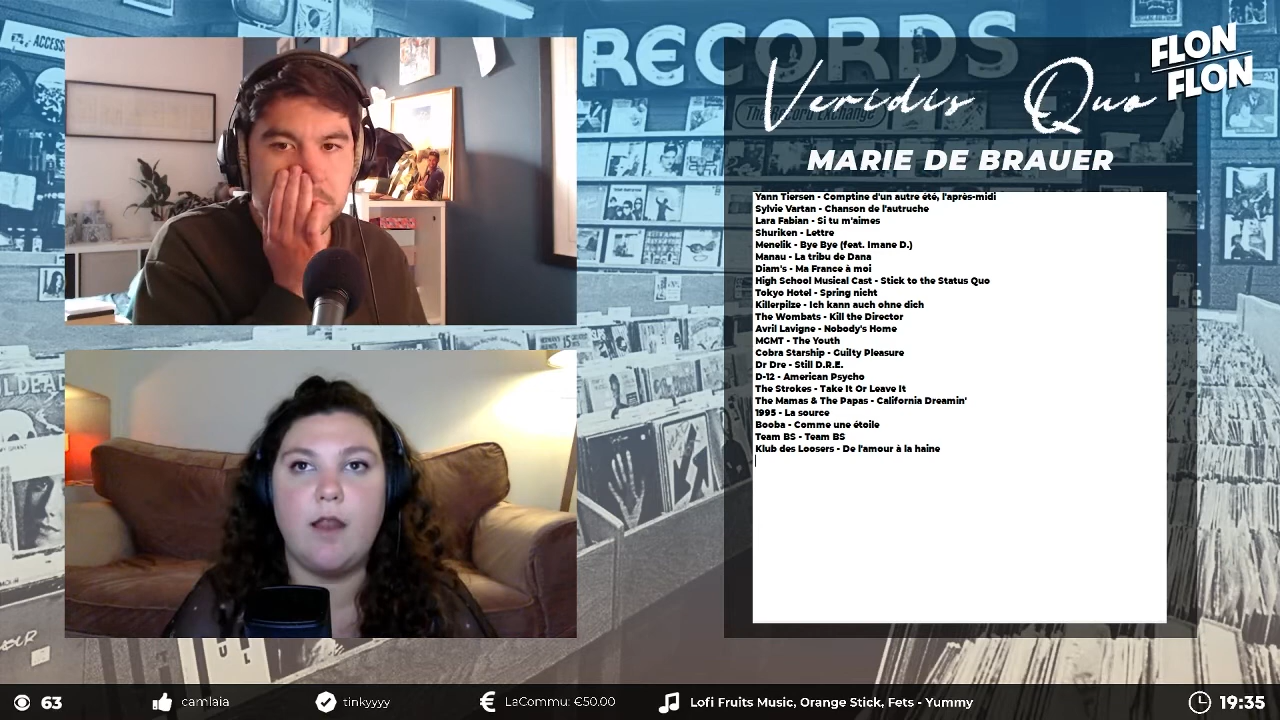 ACCESS
RECORDS
The Record Exchange
FLON
FLON
Veridis Quo
MARIE DE BRAUER
Yann Tiersen - Comptine d'un autre été, l'après-midi
Sylvie Vartan - Chanson de l'autruche
Lara Fabian - Si tu m'aimes
Shuriken - Lettre
Menelik - Bye Bye (feat. Imane D.)
Manau - La tribu de Dana
Diam's - Ma France à moi
High School Musical Cast - Stick to the Status Quo
Tokyo Hotel - Spring nicht
Killerpilze - Ich kann auch ohne dich
The Wombats - Kill the Director
Avril Lavigne - Nobody's Home
MGMT - The Youth
Cobra Starship - Guilty Pleasure
Dr Dre - Still D.R.E.
D-12 - American Psycho
The Strokes - Take It Or Leave It
The Mamas & The Papas - California Dreamin'
1995 - La source
Booba - Comme une étoile
Team BS - Team BS
Klub des Loosers - De l'amour à la haine
63
camlaia
tinkyyyy
€ LaCommu: €50.00
Lofi Fruits Music, Orange Stick, Fets - Yummy
19:35